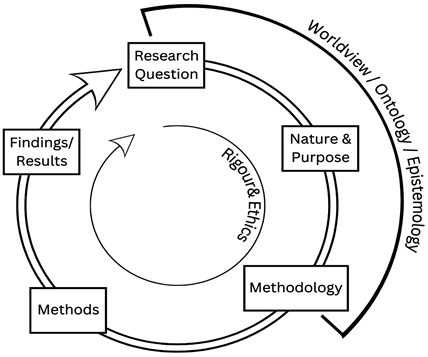 Research
Question
Worldview / Ontology / Epistemology
Nature &
Purpose
Findings/
Results
Rigour& Ethics
Methodology
Methods